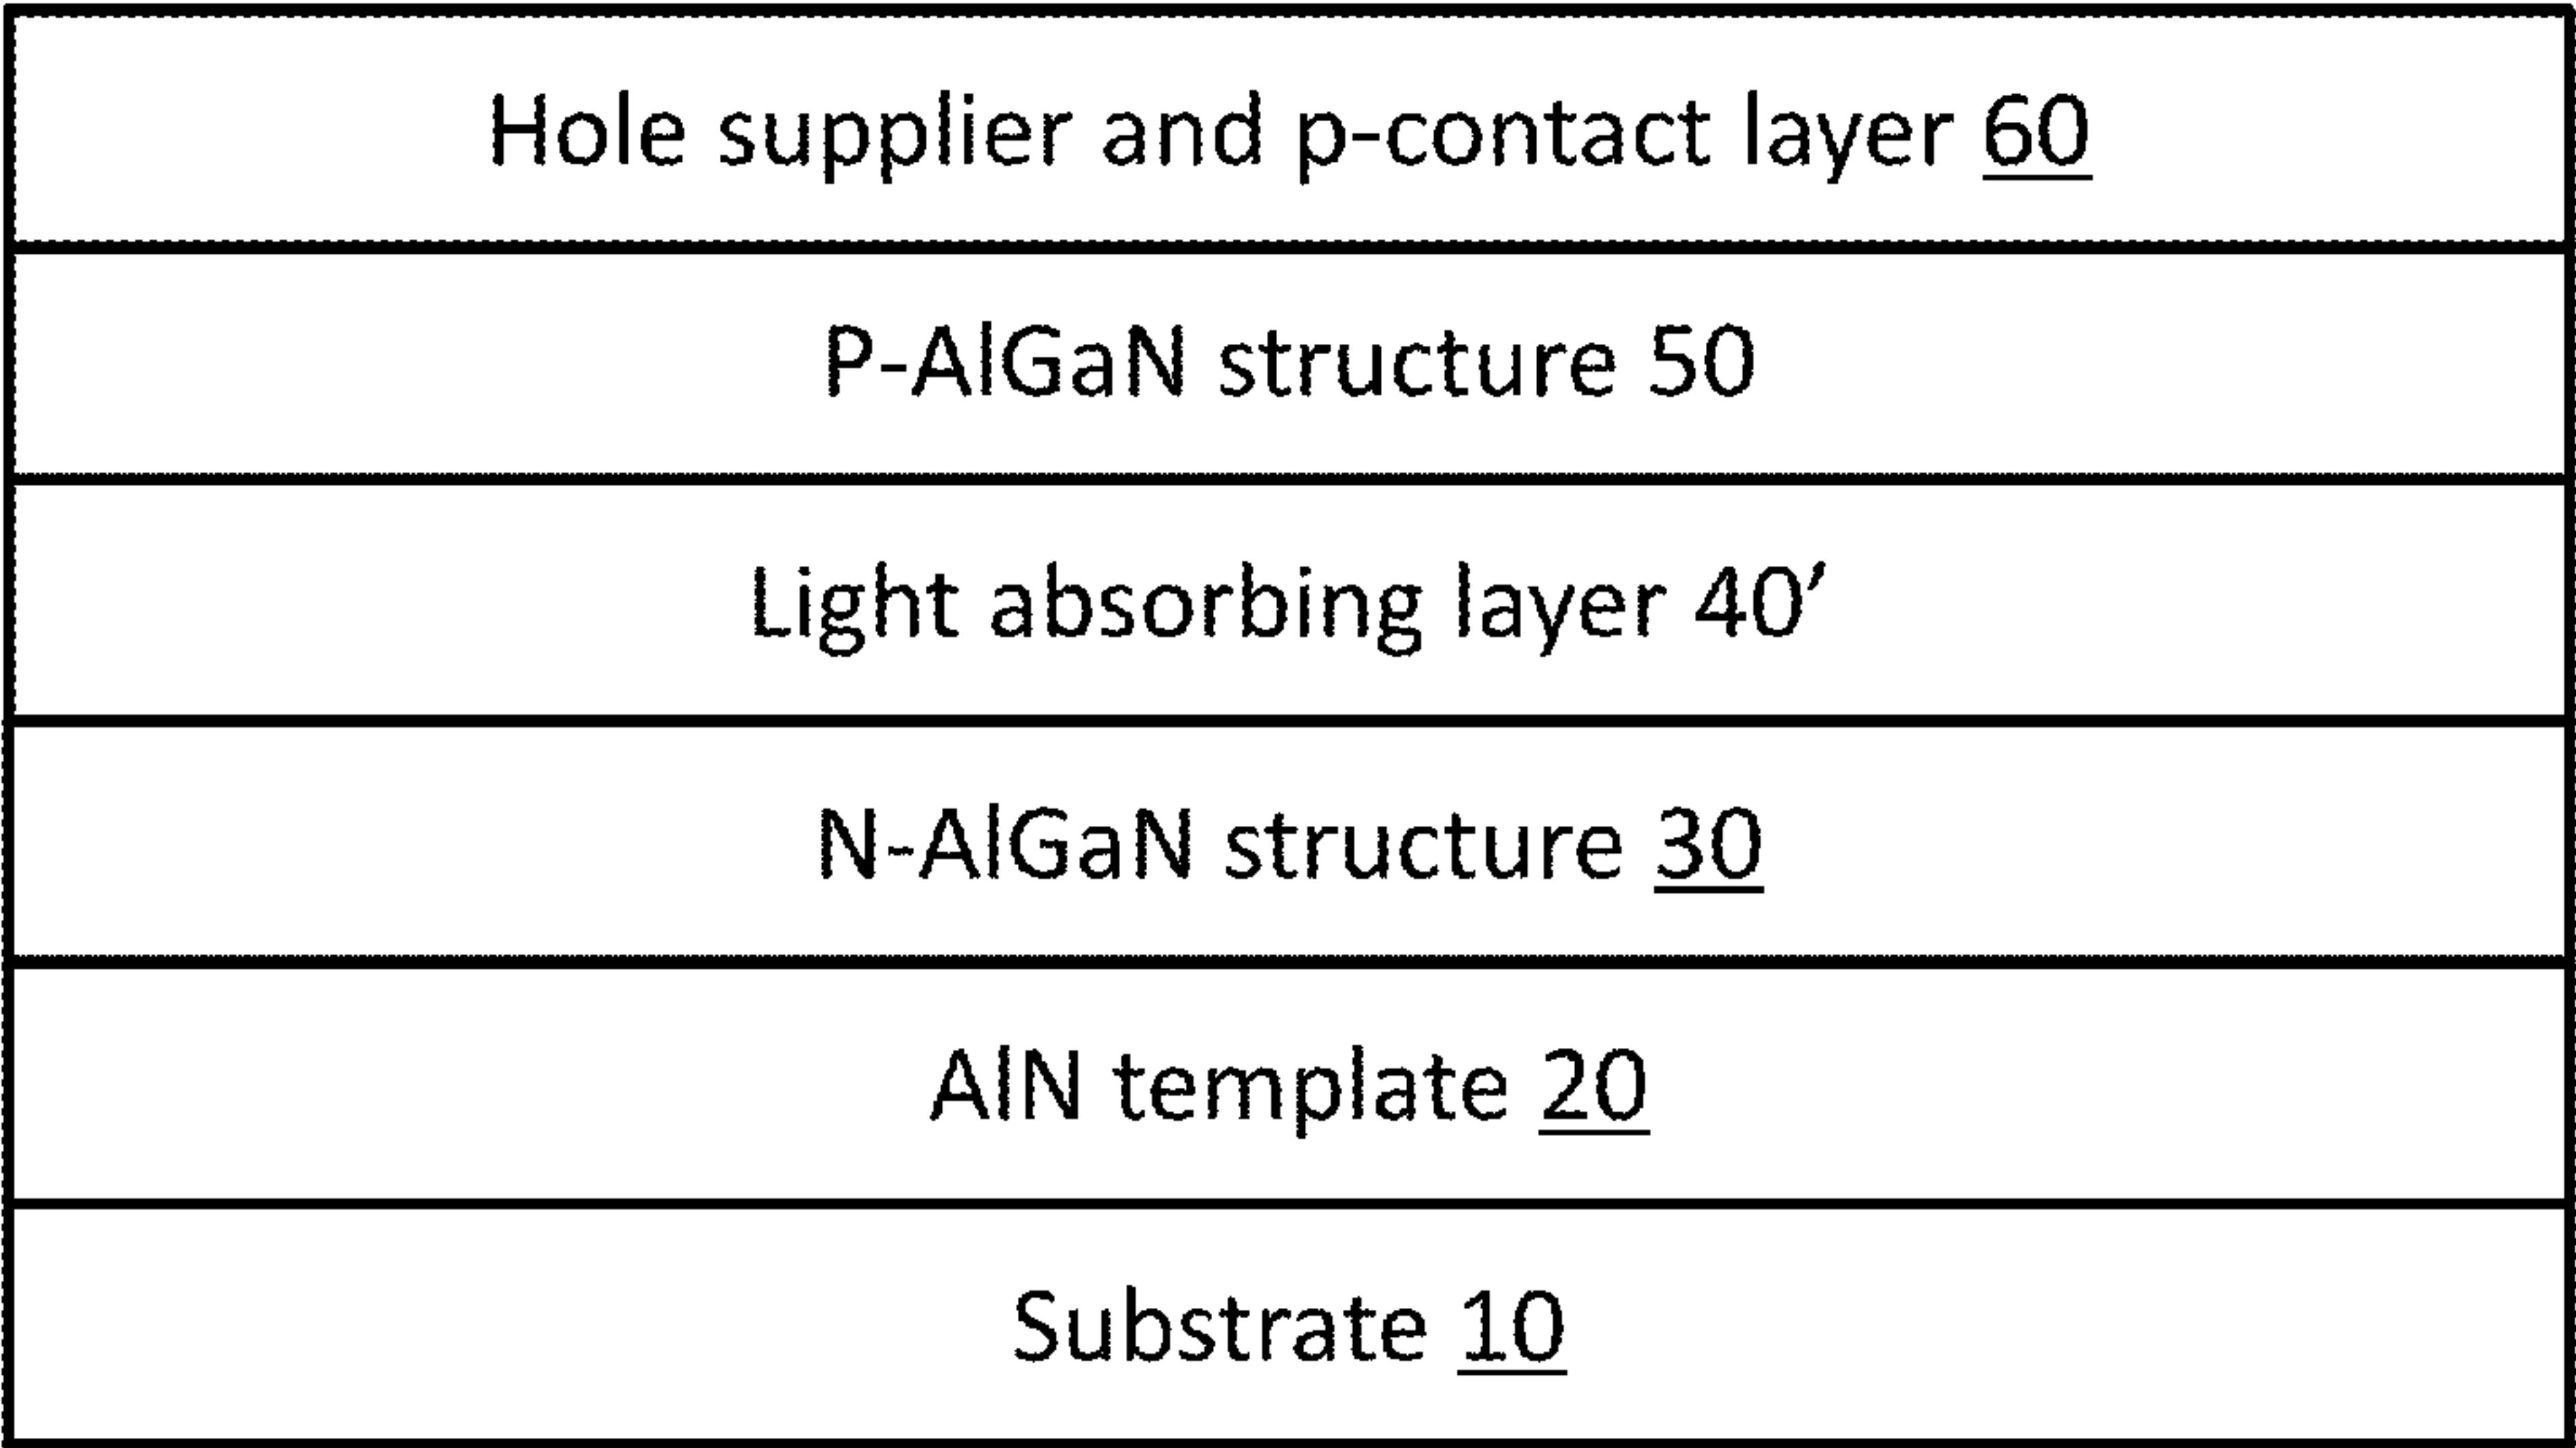 Hole supplier and p-contact layer 60
P-AlGaN structure 50
Light absorbing layer 40′
N-AlGaN structure 30
AlN template 20
Substrate 10